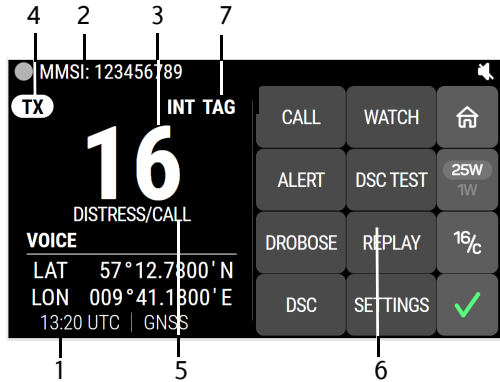 4 2 3 7
MMSI: 123456789
TX INT TAG
16
DISTRESS/CALL
VOICE
LAT 57°12.7800'N
LON 009°41.1800'E
13:20 UTC | GNSS
CALL WATCH
ALERT DSC TEST 25W
1W
DROBOSE REPLAY 16/C
DSC SETTINGS
1 5 6